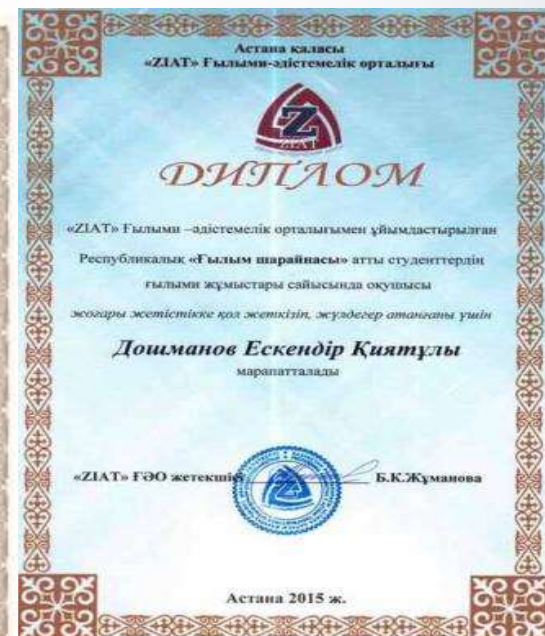 Астана қаласы
«ZIAT» Ғылыми-әдістемелік орталығы
Z
ZIAT
ДИПЛОМ
«ZIAT» Ғылыми –әдістемелік орталығымен ұйымдастырылған
Республикалық «Ғылым шарайнасы» атты студенттердің
ғылыми жұмыстары сайысында оқушысы
жоғары жетістікке қол жеткізіп, жүлдегер атанғаны үшін
Дошманов Ескендір Қиятұлы
марапатталады
«ZIAT» ҒӘО жетекшісі Б.К.Жұманова
Z
Астана 2015 ж.